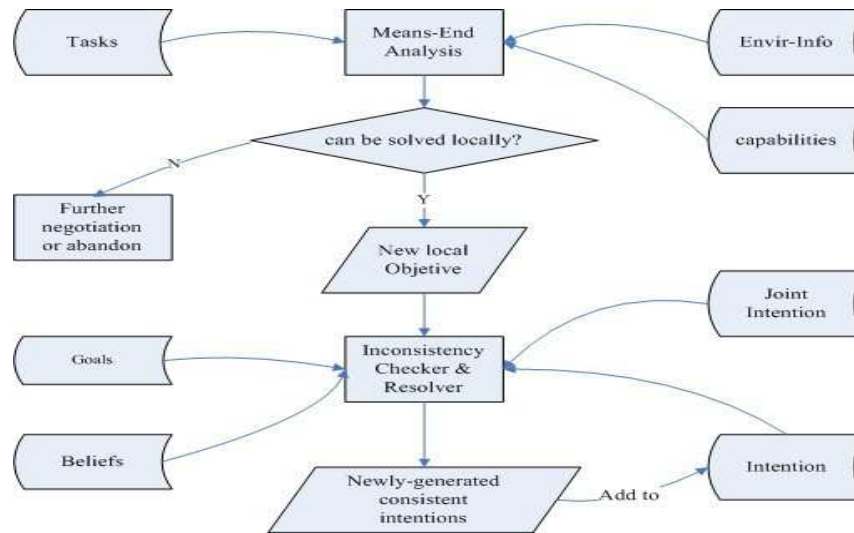 Tasks
Means-End
Analysis
Envir-Info
can be solved locally?
capabilities
N
Y
Further
negotiation
or abandon
New local
Objetive
Joint
Intention
Goals
Inconsistency
Checker &
Resolver
Beliefs
Newly-generated
consistent
intentions
Add to
Intention